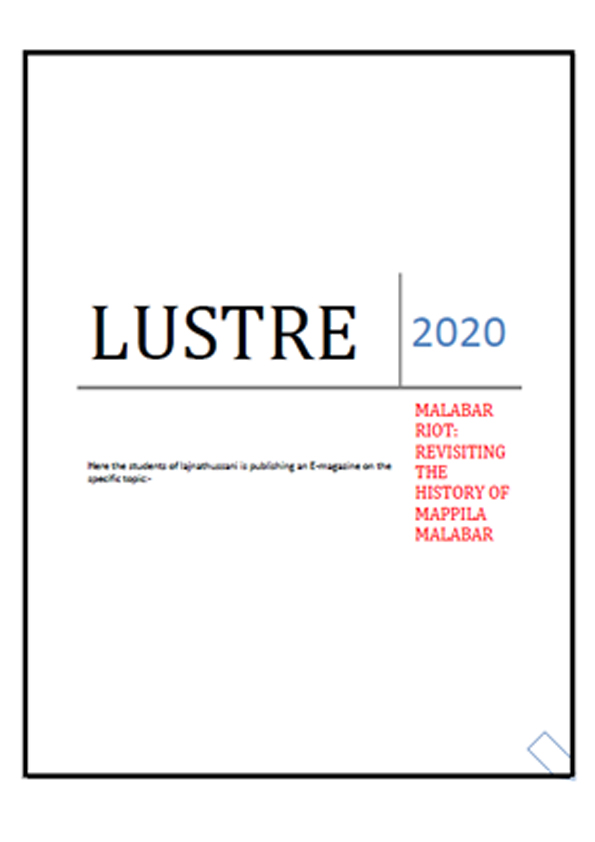 LUSTRE
2020
Here the students of lajnathussani is publishing an E-magazine on the
specific topic:-
MALABAR
RIOT:
REVISITING
THE
HISTORY OF
MAPPILA
MALABAR